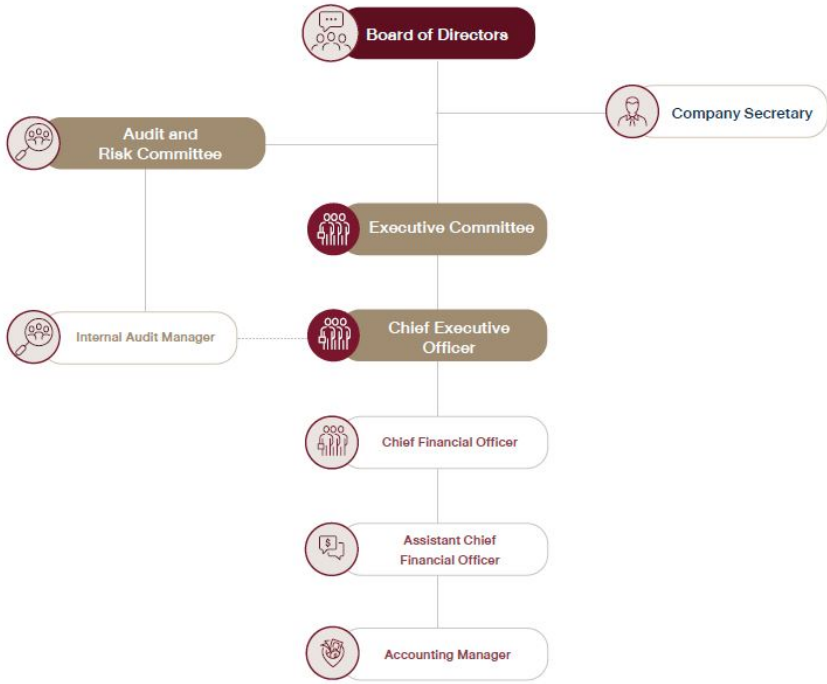 Board of Directors
Company Secretary
Audit and
Risk Committee
Executive Committee
Internal Audit Manager
Chief Executive
Officer
Chief Financial Officer
$
Assistant Chief
Financial Officer
Accounting Manager